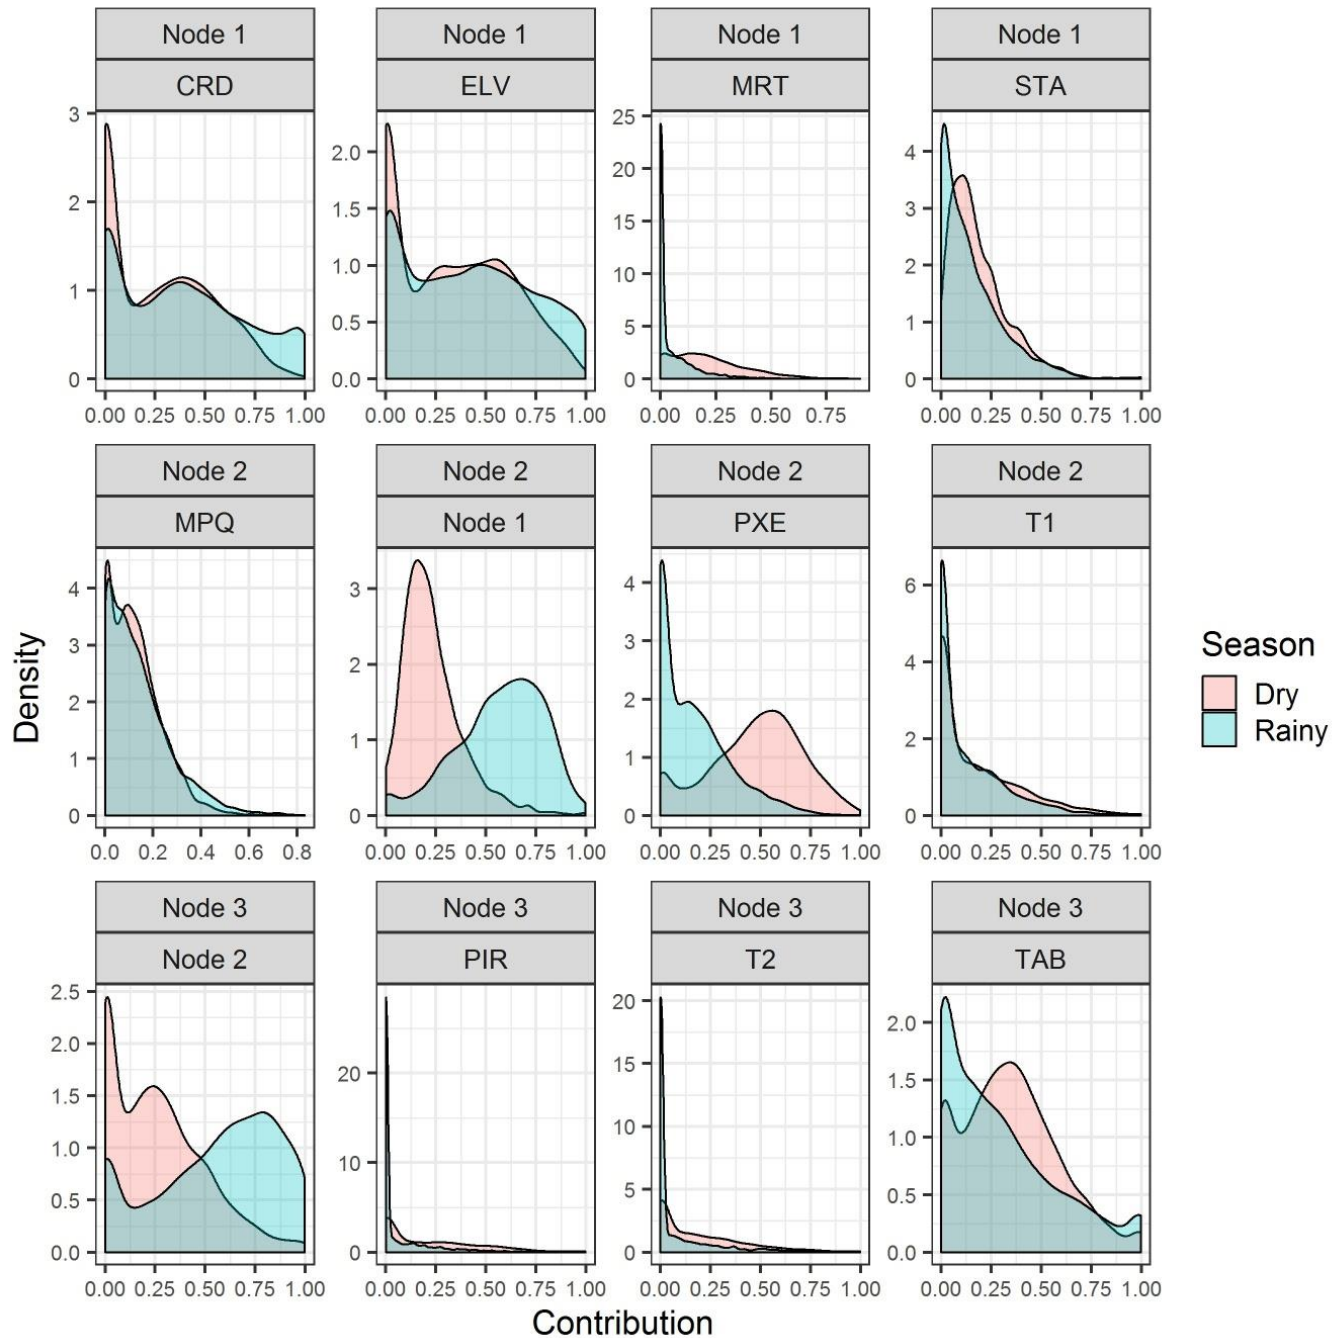 Node 1 Node 1 Node 1 Node 1
CRD ELV MRT STA
3 2 1 0
2.0 1.5 1.0 0.5 0.0
25 20 15 10 5 0
4 3 2 1 0
0.00 0.25 0.50 0.75 1.00 0.00 0.25 0.50 0.75 1.00 0.00 0.25 0.50 0.75 0.00 0.25 0.50 0.75 1.00
Node 2 Node 2 Node 2 Node 2
MPQ Node 1 PXE T1
4 3 2 1 0
3 2 1 0
4 3 2 1 0
6 4 2 0
0.0 0.2 0.4 0.6 0.8 0.00 0.25 0.50 0.75 1.00 0.00 0.25 0.50 0.75 1.00 0.00 0.25 0.50 0.75 1.00
Node 3 Node 3 Node 3 Node 3
Node 2 PIR T2 TAB
2.5 2.0 1.5 1.0 0.5 0.0
20 10 0
20 15 10 5 0
2.0 1.5 1.0 0.5 0.0
0.00 0.25 0.50 0.75 1.00 0.00 0.25 0.50 0.75 1.00 0.00 0.25 0.50 0.75 1.00 0.00 0.25 0.50 0.75 1.00
Density
Contribution
Season
Dry
Rainy